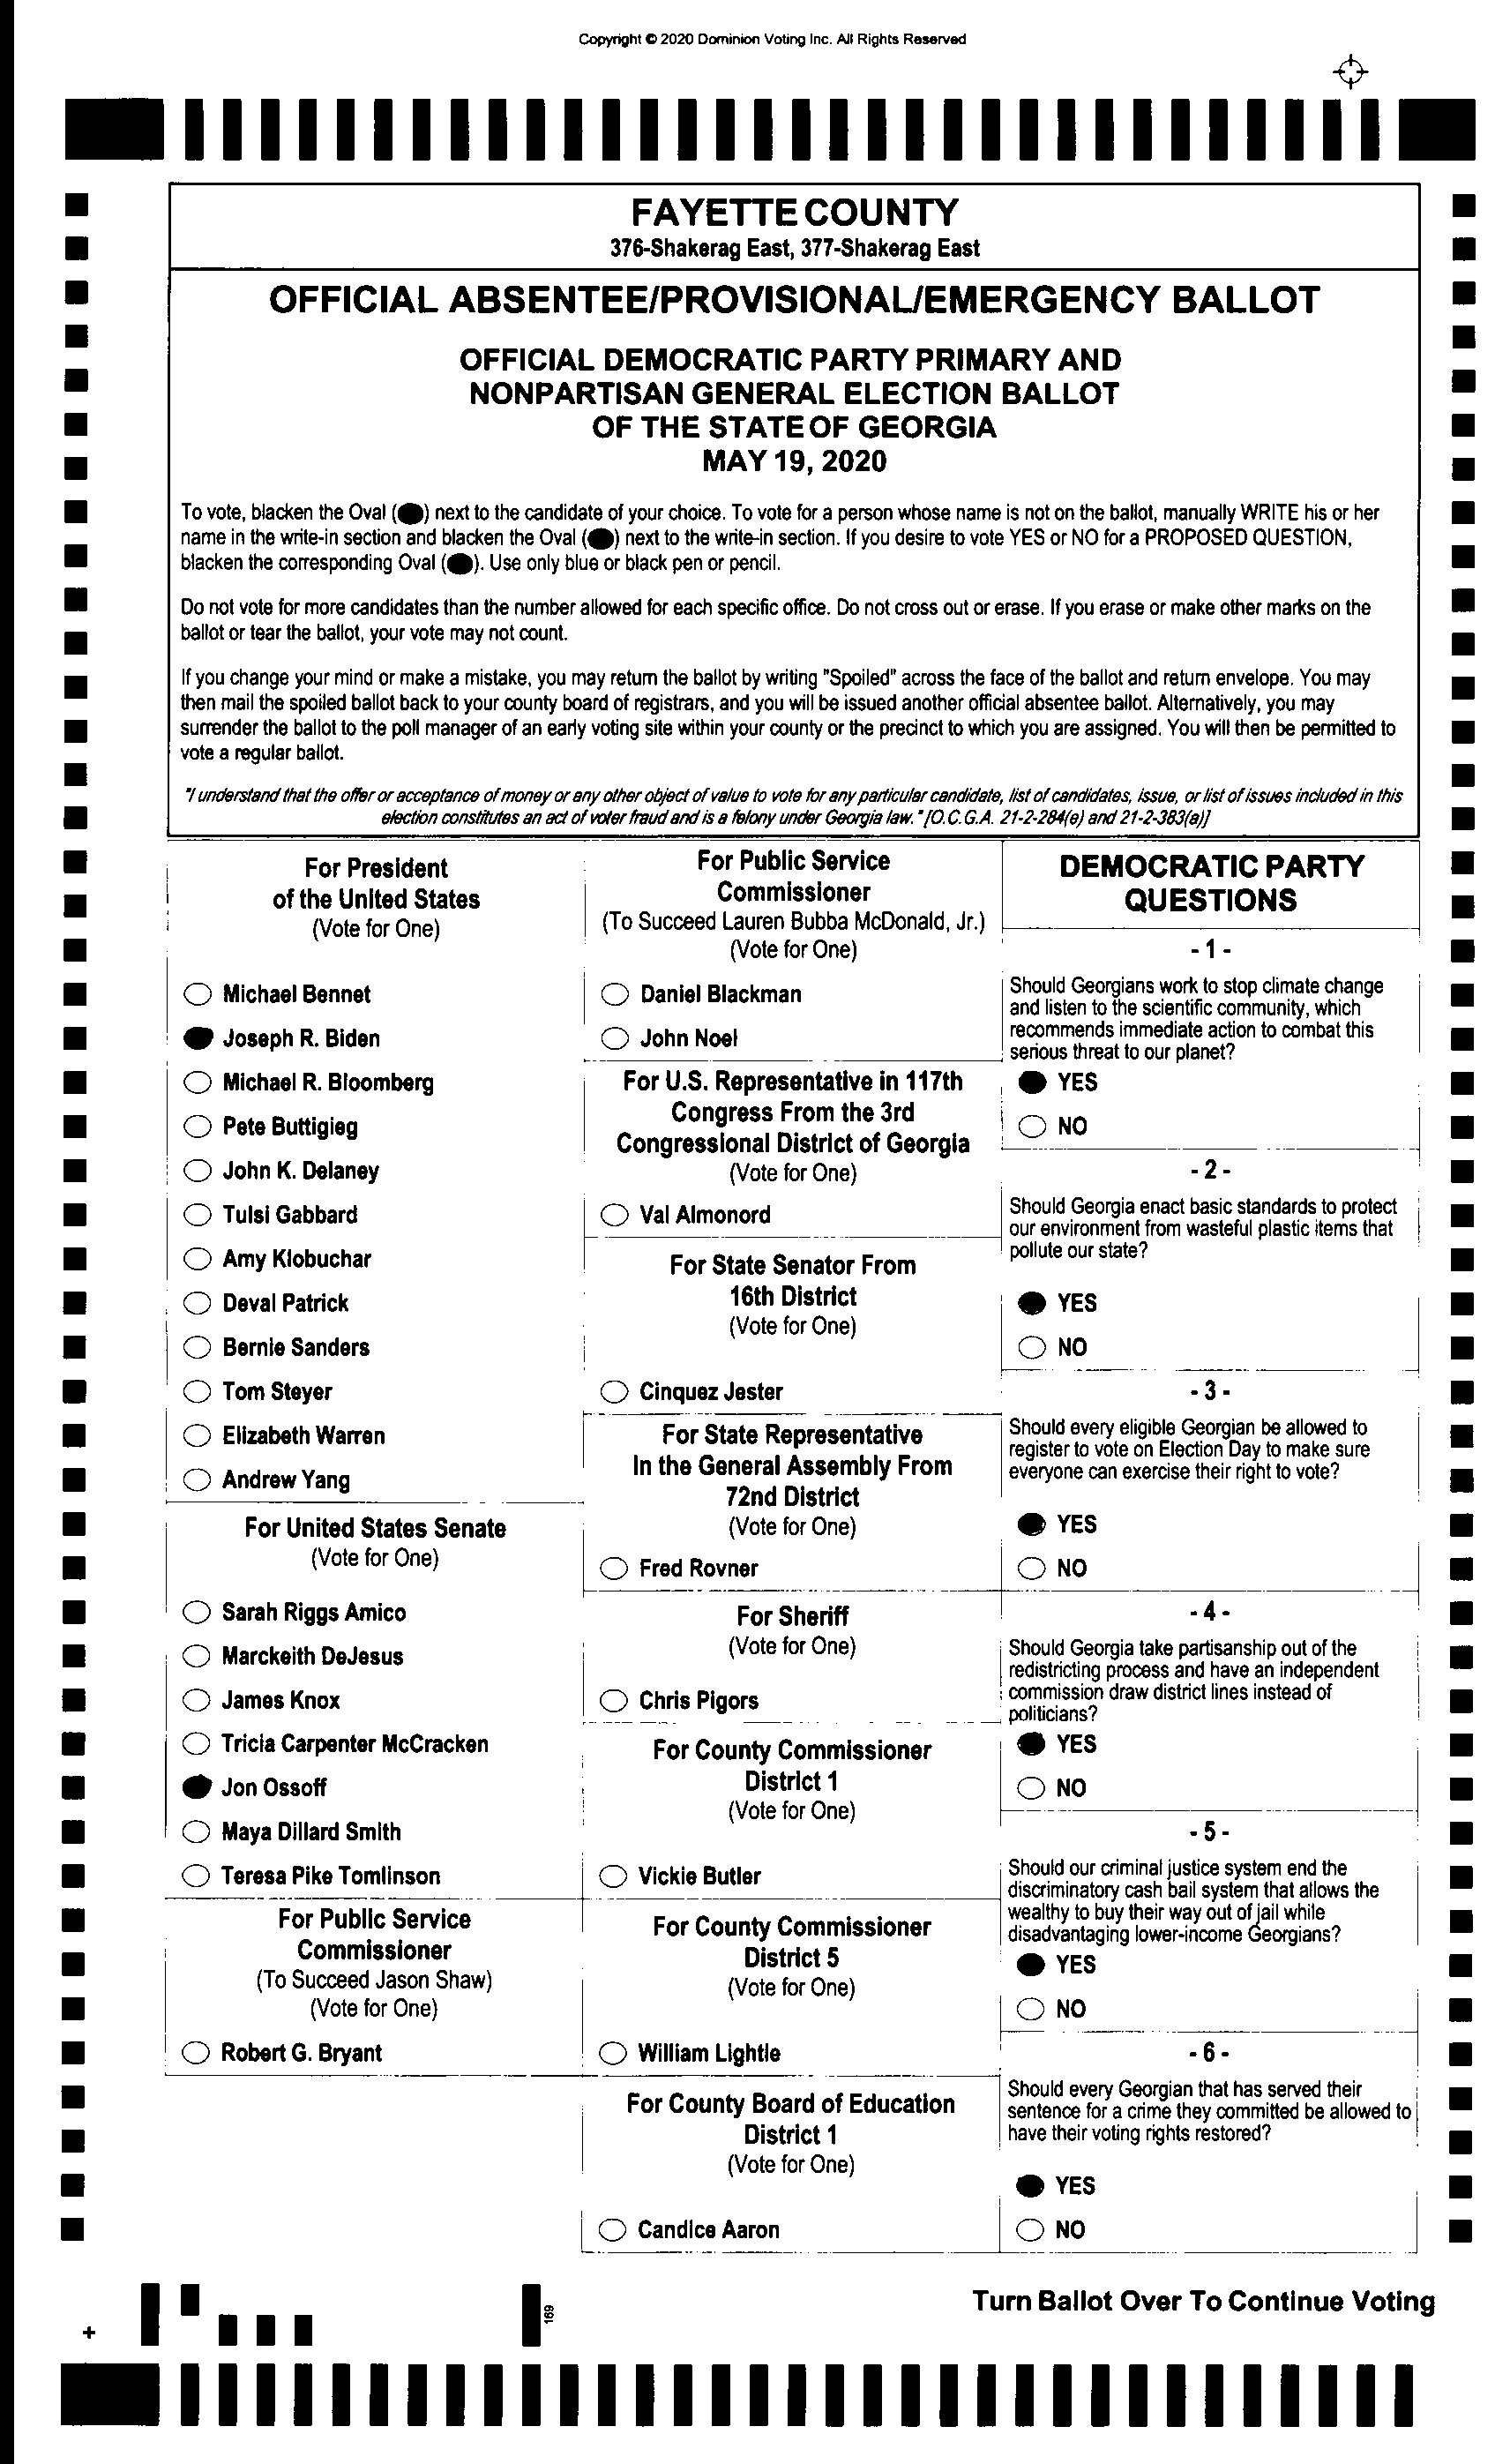 Copyright © 2020 Dominion Voting Inc. All Rights Reserved
FAYETTE COUNTY
376-Shakerag East, 377-Shakerag East
OFFICIAL ABSENTEE/PROVISIONAL/EMERGENCY BALLOT
OFFICIAL DEMOCRATIC PARTY PRIMARY AND
NONPARTISAN GENERAL ELECTION BALLOT
OF THE STATE OF GEORGIA
MAY 19, 2020
To vote, blacken the Oval (⬬) next to the candidate of your choice. To vote for a person whose name is not on the ballot, manually WRITE his or her
name in the write-in section and blacken the Oval (⬬) next to the write-in section. If you desire to vote YES or NO for a PROPOSED QUESTION,
blacken the corresponding Oval (⬬). Use only blue or black pen or pencil.
Do not vote for more candidates than the number allowed for each specific office. Do not cross out or erase. If you erase or make other marks on the
ballot or tear the ballot, your vote may not count.
If you change your mind or make a mistake, you may return the ballot by writing "Spoiled" across the face of the ballot and return envelope. You may
then mail the spoiled ballot back to your county board of registrars, and you will be issued another official absentee ballot. Alternatively, you may
surrender the ballot to the poll manager of an early voting site within your county or the precinct to which you are assigned. You will then be permitted to
vote a regular ballot.
"I understand that the offer or acceptance of money or any other object of value to vote for any particular candidate, list of candidates, issue, or list of issues included in this
election constitutes an act of voter fraud and is a felony under Georgia law." [O.C.G.A. 21-2-284(e) and 21-2-383(a)]
For President
of the United States
(Vote for One)
Michael Bennet
Joseph R. Biden
Michael R. Bloomberg
Pete Buttigieg
John K. Delaney
Tulsi Gabbard
Amy Klobuchar
Deval Patrick
Bernie Sanders
Tom Steyer
Elizabeth Warren
Andrew Yang
For United States Senate
(Vote for One)
Sarah Riggs Amico
Marckeith DeJesus
James Knox
Tricia Carpenter McCracken
Jon Ossoff
Maya Dillard Smith
Teresa Pike Tomlinson
For Public Service
Commissioner
(To Succeed Jason Shaw)
(Vote for One)
Robert G. Bryant
For Public Service
Commissioner
(To Succeed Lauren Bubba McDonald, Jr.)
(Vote for One)
Daniel Blackman
John Noel
For U.S. Representative in 117th
Congress From the 3rd
Congressional District of Georgia
(Vote for One)
Val Almonord
For State Senator From
16th District
(Vote for One)
Cinquez Jester
For State Representative
In the General Assembly From
72nd District
(Vote for One)
Fred Rovner
For Sheriff
(Vote for One)
Chris Pigors
For County Commissioner
District 1
(Vote for One)
Vickie Butler
For County Commissioner
District 5
(Vote for One)
William Lightle
For County Board of Education
District 1
(Vote for One)
Candice Aaron
DEMOCRATIC PARTY
QUESTIONS
- 1 -
Should Georgians work to stop climate change
and listen to the scientific community, which
recommends immediate action to combat this
serious threat to our planet?
YES
NO
- 2 -
Should Georgia enact basic standards to protect
our environment from wasteful plastic items that
pollute our state?
YES
NO
- 3 -
Should every eligible Georgian be allowed to
register to vote on Election Day to make sure
everyone can exercise their right to vote?
YES
NO
- 4 -
Should Georgia take partisanship out of the
redistricting process and have an independent
commission draw district lines instead of
politicians?
YES
NO
- 5 -
Should our criminal justice system end the
discriminatory cash bail system that allows the
wealthy to buy their way out of jail while
disadvantaging lower-income Georgians?
YES
NO
- 6 -
Should every Georgian that has served their
sentence for a crime they committed be allowed to
have their voting rights restored?
YES
NO
Turn Ballot Over To Continue Voting
169